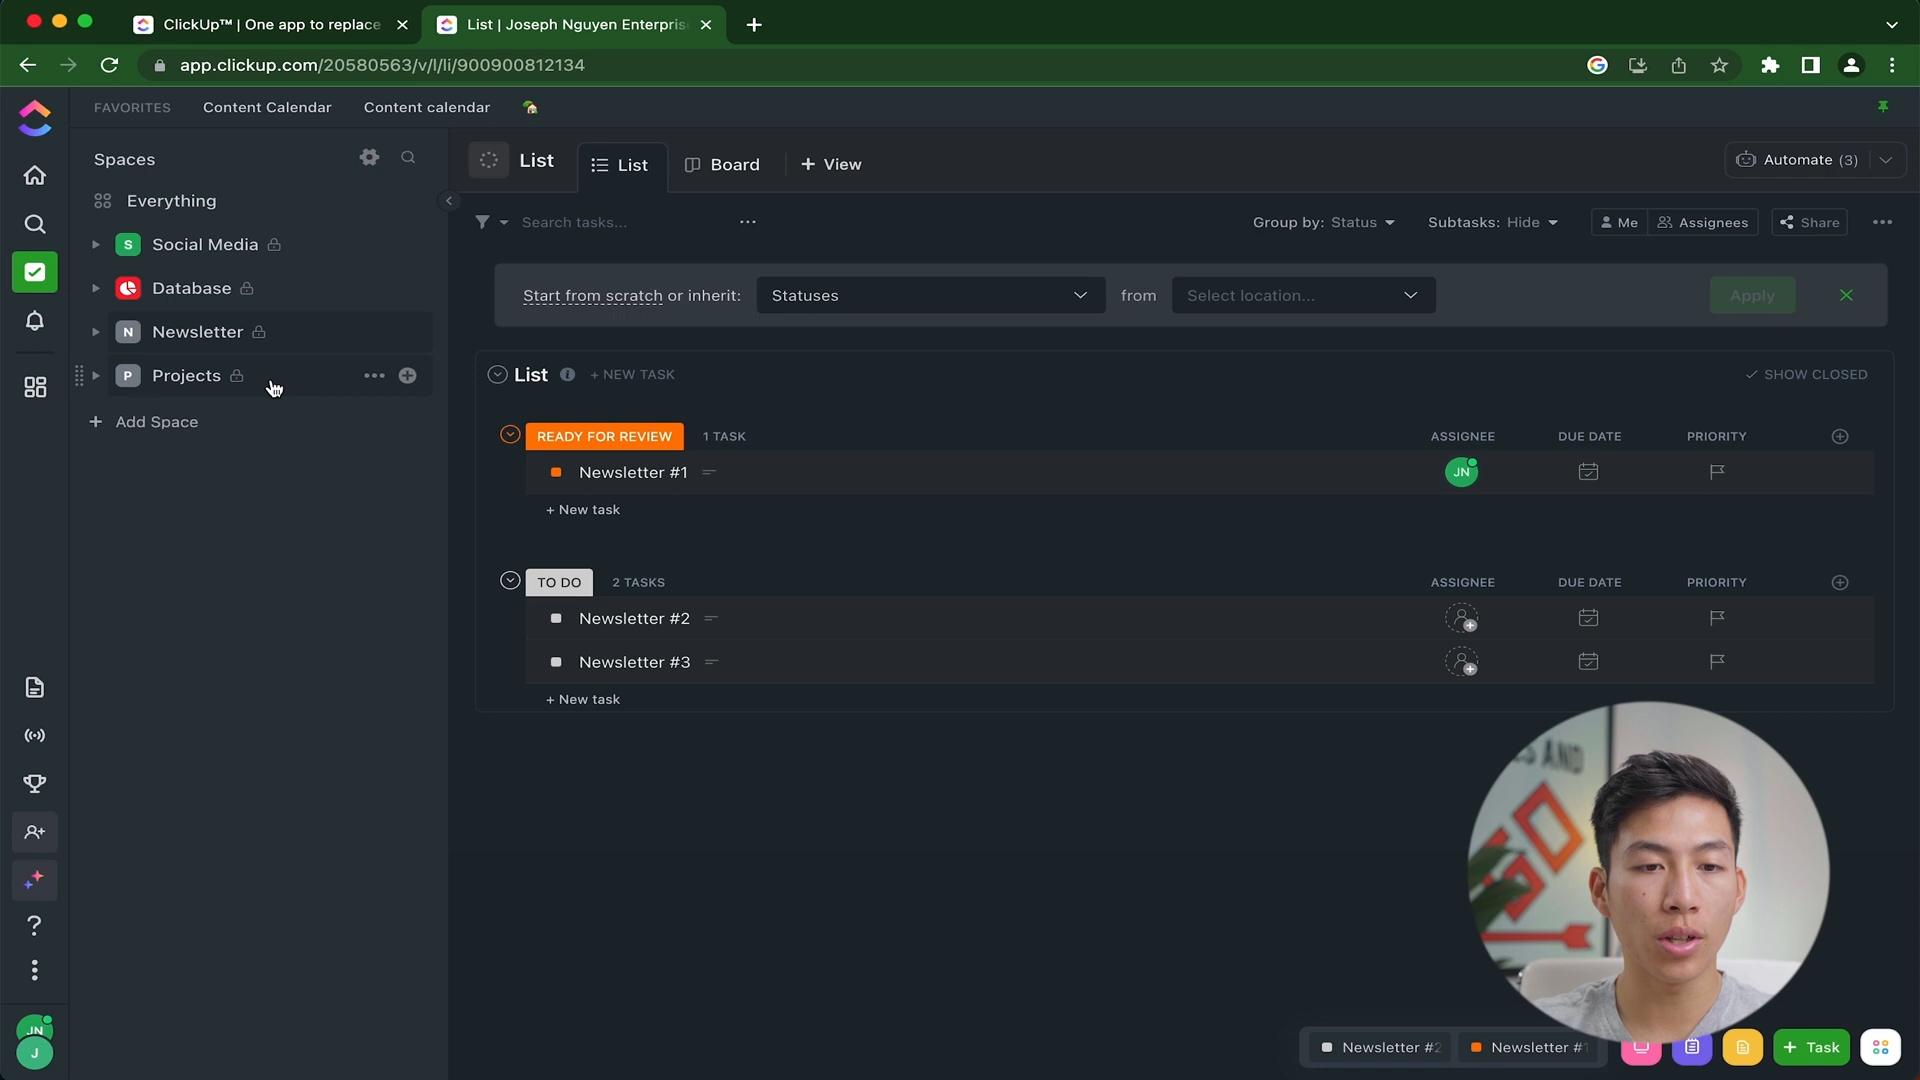 ClickUp™ | One app to replace
List | Joseph Nguyen Enterpris
app.clickup.com/20580563/v/l/li/900900812134
FAVORITES
Content Calendar
Content calendar
Spaces
Everything
S Social Media
Database
N Newsletter
P Projects
+ Add Space
List
List
Board
+ View
Automate (3)
Search tasks...
Group by: Status
Subtasks: Hide
Me
Assignees
Share
Start from scratch or inherit:
Statuses
from
Select location...
Apply
List
+ NEW TASK
SHOW CLOSED
READY FOR REVIEW
1 TASK
ASSIGNEE
DUE DATE
PRIORITY
Newsletter #1
JN
+ New task
TO DO
2 TASKS
ASSIGNEE
DUE DATE
PRIORITY
Newsletter #2
Newsletter #3
+ New task
AND
JN
J
Newsletter #2
Newsletter #1
+ Task